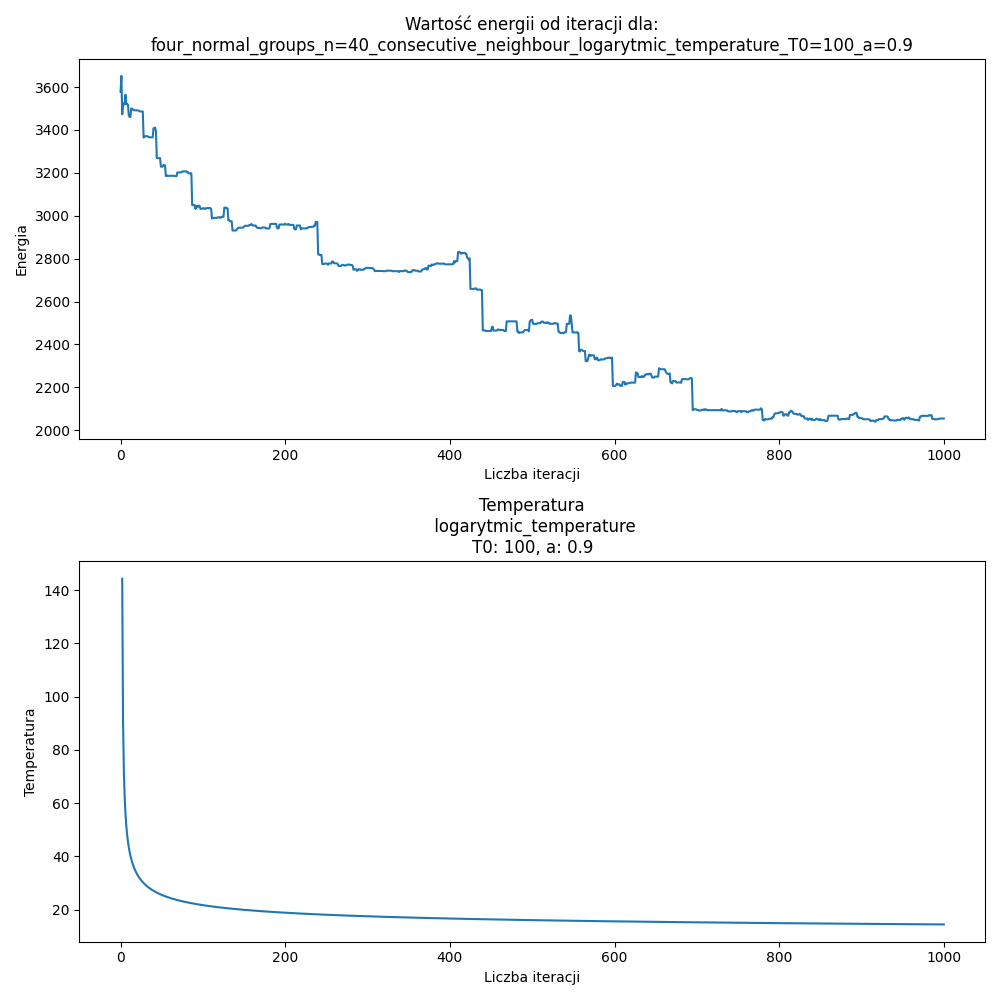 Wartość energii od iteracji dla:
four_normal_groups_n=40_consecutive_neighbour_logarytmic_temperature_T0=100_a=0.9
3600
3400
3200
3000
2800
2600
2400
2200
2000
Energia
0 200 400 600 800 1000
Liczba iteracji
Temperatura
logarytmic_temperature
T0: 100, a: 0.9
140
120
100
80
60
40
20
Temperatura
0 200 400 600 800 1000
Liczba iteracji